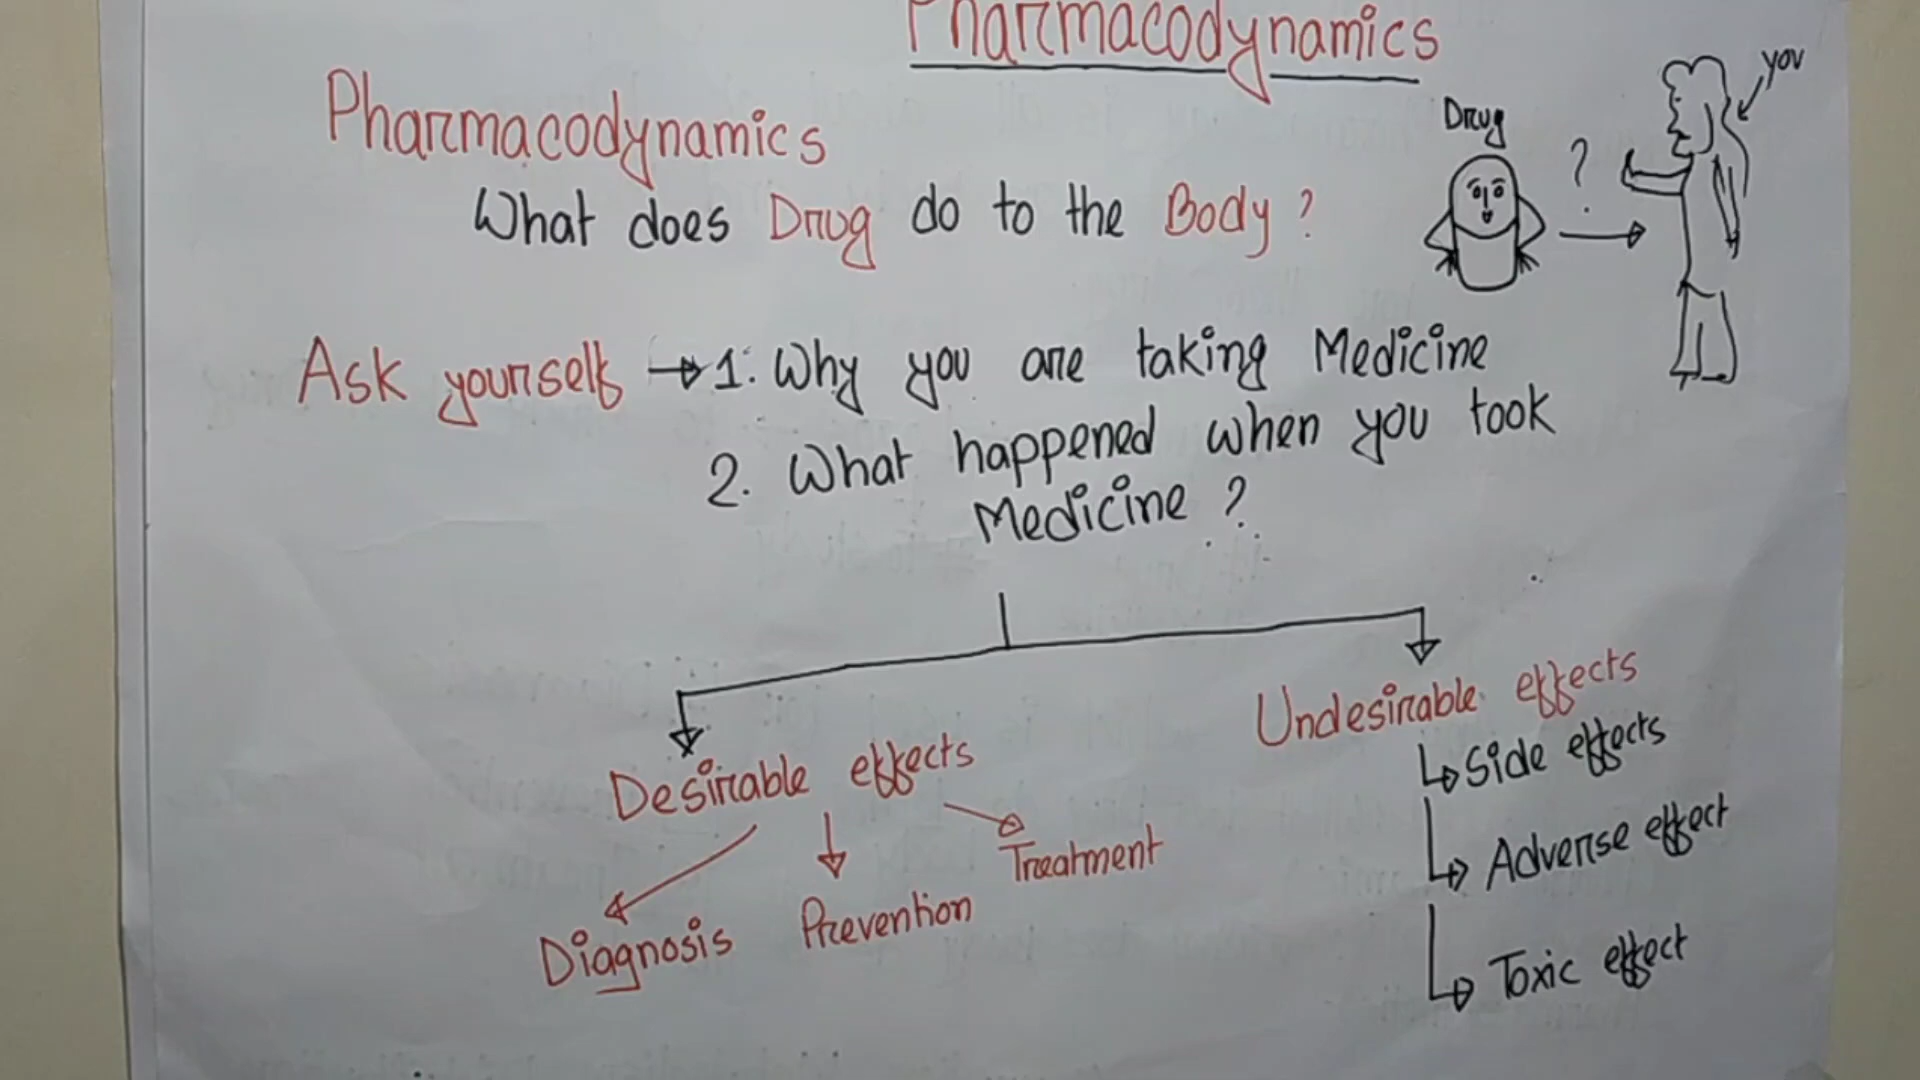 Pharmacodynamics
you
Drug
Pharmacodynamics
?
What does Drug do to the Body ?
Ask yourself → 1. Why you are taking Medicine
2. What happened when you took
Medicine ?
Undesirable effects
Side effects
Desirable effects
Adverse effect
Treatment
Prevention
Diagnosis
Toxic effect